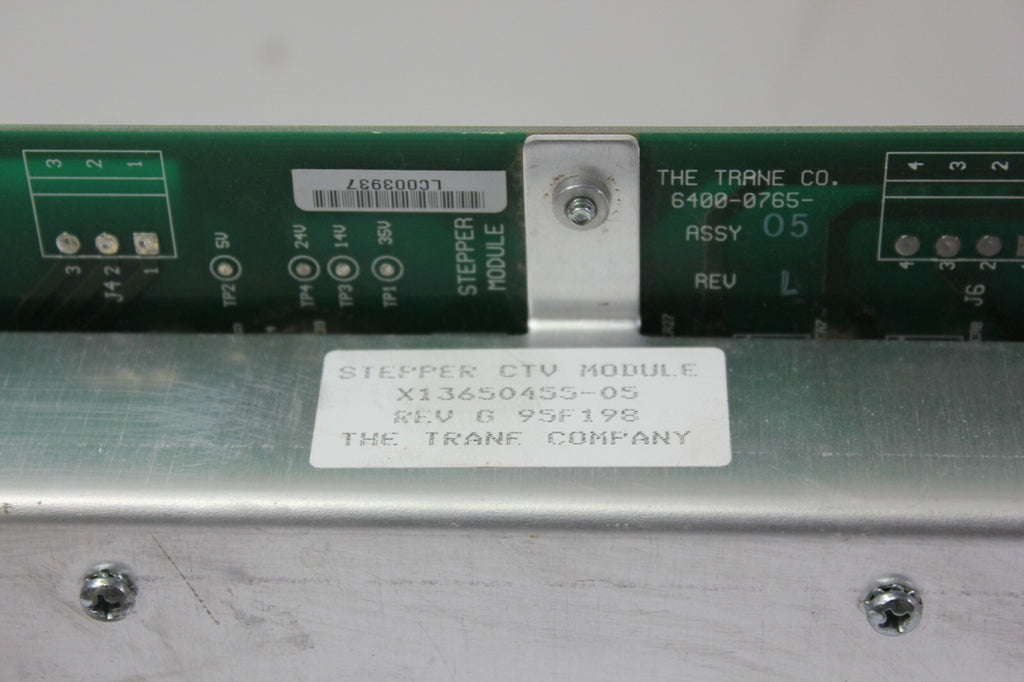 3 2 1
3 2 1
J4
TP2 5V
TP4 24V
TP3 14V
TP1 35V
LC003937
STEPPER
MODULE
THE TRANE CO.
6400-0765-
ASSY 05
REV L
4 3 2
4 3 2
J6
STEPPER CTV MODULE
X13650455-05
REV G 95F198
THE TRANE COMPANY